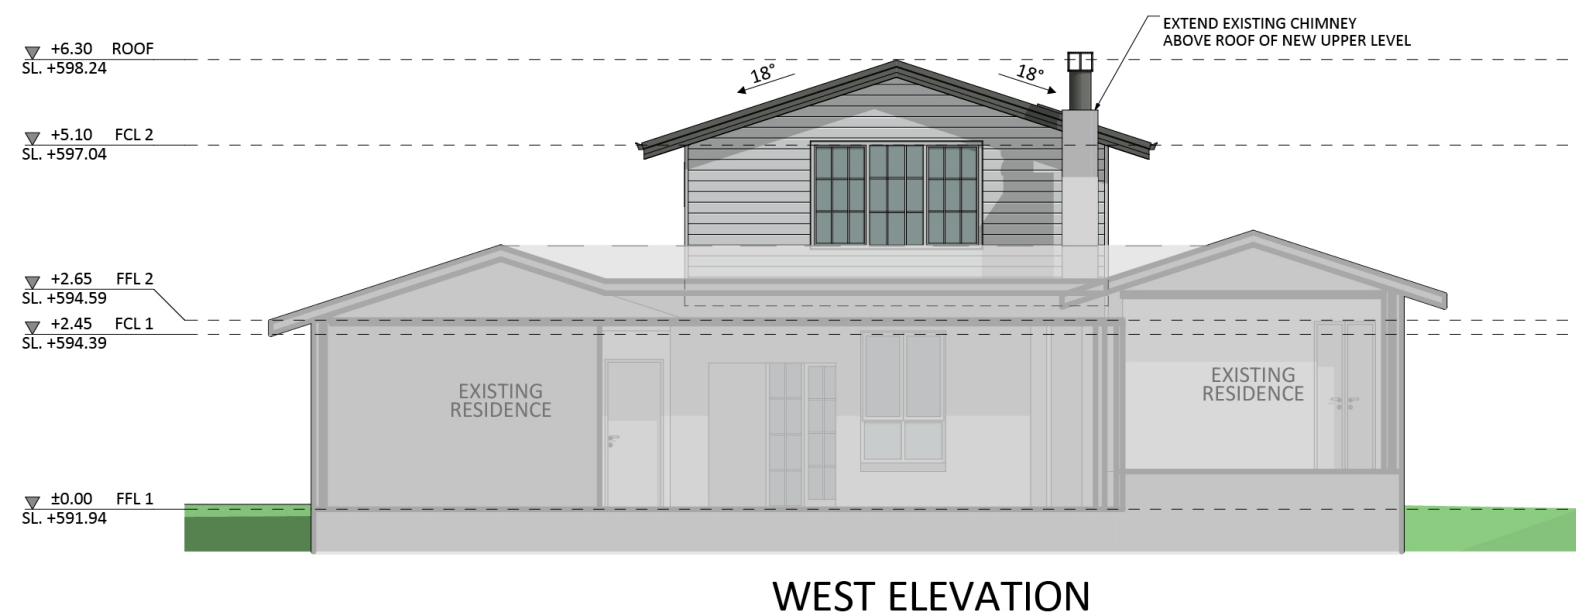 EXTEND EXISTING CHIMNEY
ABOVE ROOF OF NEW UPPER LEVEL
+6.30 ROOF
SL. +598.24
18°
18°
+5.10 FCL 2
SL. +597.04
+2.65 FFL 2
SL. +594.59
+2.45 FCL 1
SL. +594.39
EXISTING
RESIDENCE
EXISTING
RESIDENCE
±0.00 FFL 1
SL. +591.94
WEST ELEVATION